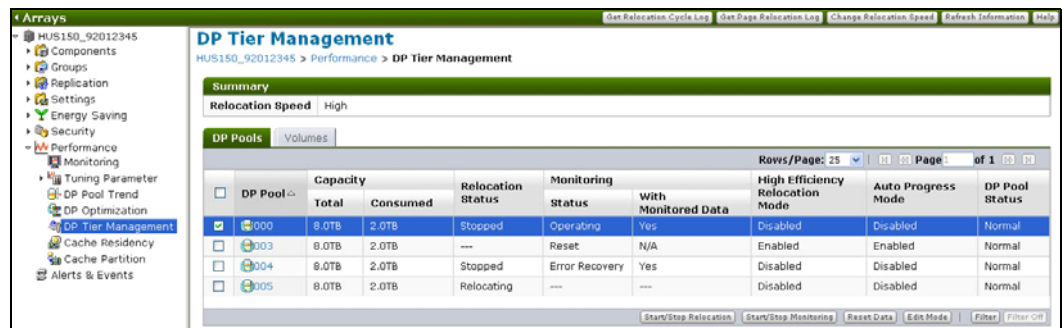 Arrays
Get Relocation Cycle Log Get Page Relocation Log Change Relocation Speed Refresh Information Help
HUS150_92012345
Components
Groups
Replication
Settings
Energy Saving
Security
Performance
Monitoring
Tuning Parameter
DP Pool Trend
DP Optimization
DP Tier Management
Cache Residency
Cache Partition
Alerts & Events
DP Tier Management
HUS150_92012345 > Performance > DP Tier Management
Summary
Relocation Speed High
DP Pools Volumes
Rows/Page: 25 Page 1 of 1
DP Pool Capacity Relocation Status Monitoring High Efficiency Relocation Mode Auto Progress Mode DP Pool Status
Total Consumed Status With Monitored Data
000 8.0TB 2.0TB Stopped Operating Yes Disabled Disabled Normal
003 8.0TB 2.0TB --- Reset N/A Enabled Enabled Normal
004 8.0TB 2.0TB Stopped Error Recovery Yes Disabled Disabled Normal
005 8.0TB 2.0TB Relocating --- --- Disabled Disabled Normal
Start/Stop Relocation Start/Stop Monitoring Reset Data Edit Mode | Filter Filter Off